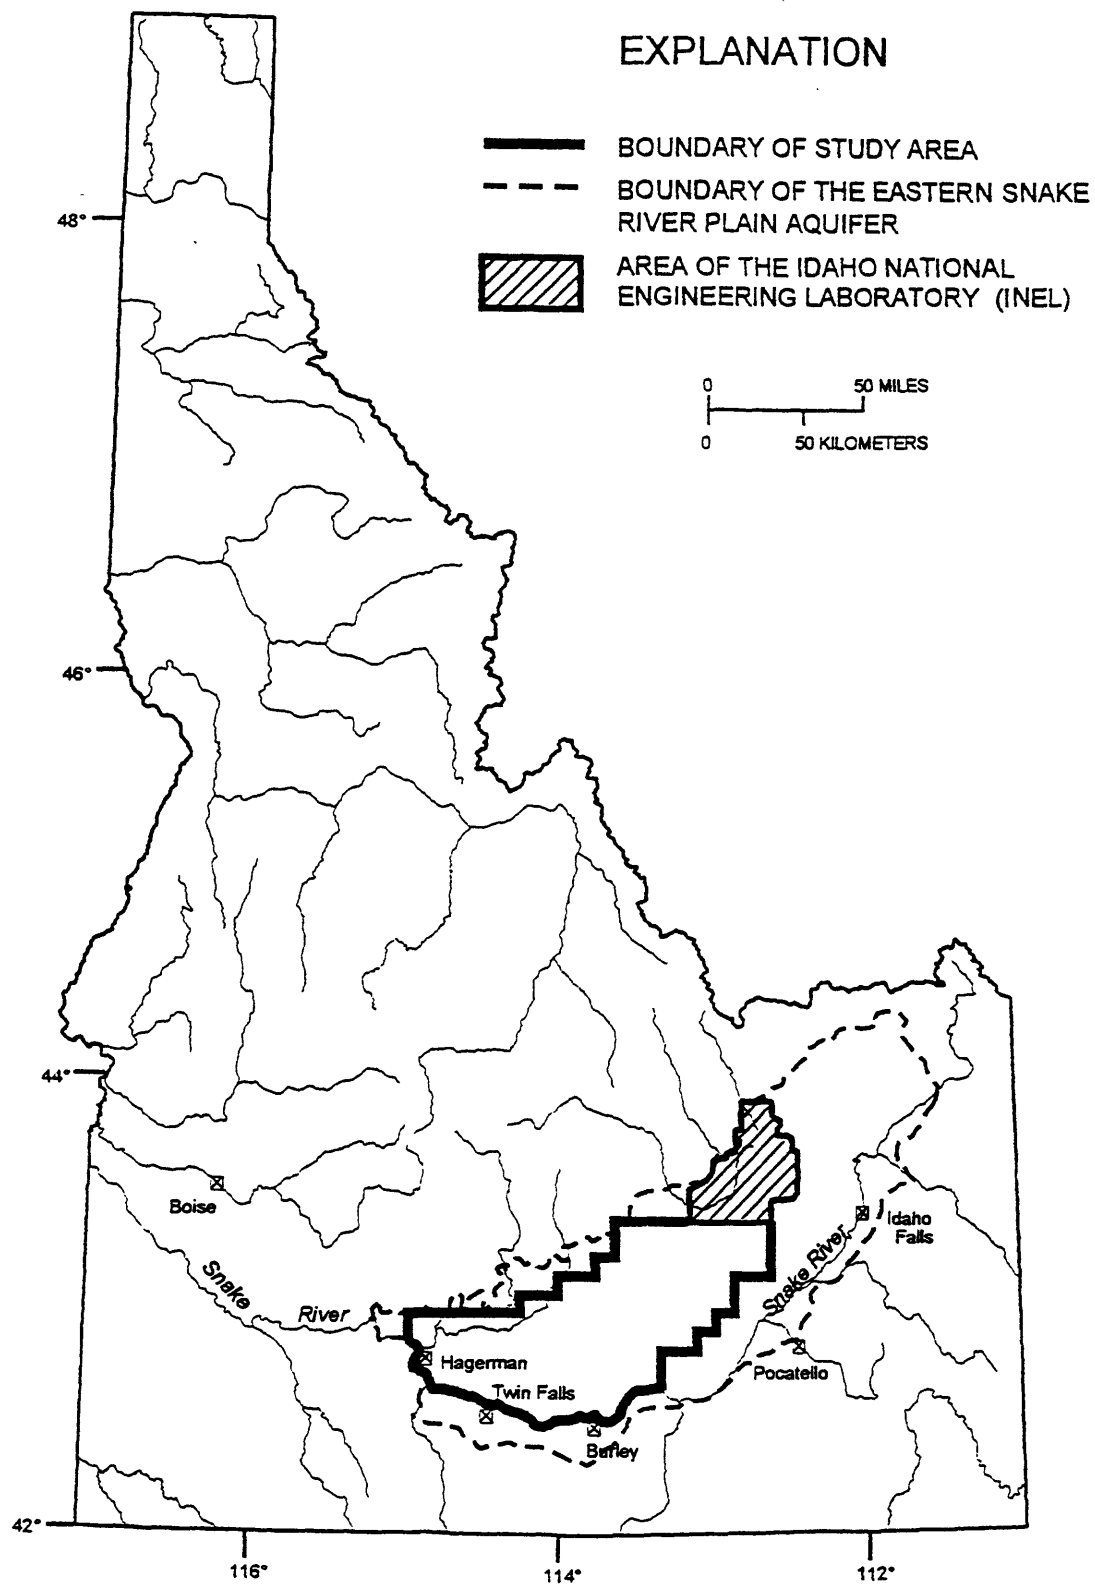 EXPLANATION
BOUNDARY OF STUDY AREA
BOUNDARY OF THE EASTERN SNAKE
RIVER PLAIN AQUIFER
AREA OF THE IDAHO NATIONAL
ENGINEERING LABORATORY (INEL)
0 50 MILES
0 50 KILOMETERS
48°
46°
44°
Boise
Idaho
Falls
Snake River
Snake
River
Hagerman
Pocatello
Twin Falls
Burley
42°
116° 114° 112°